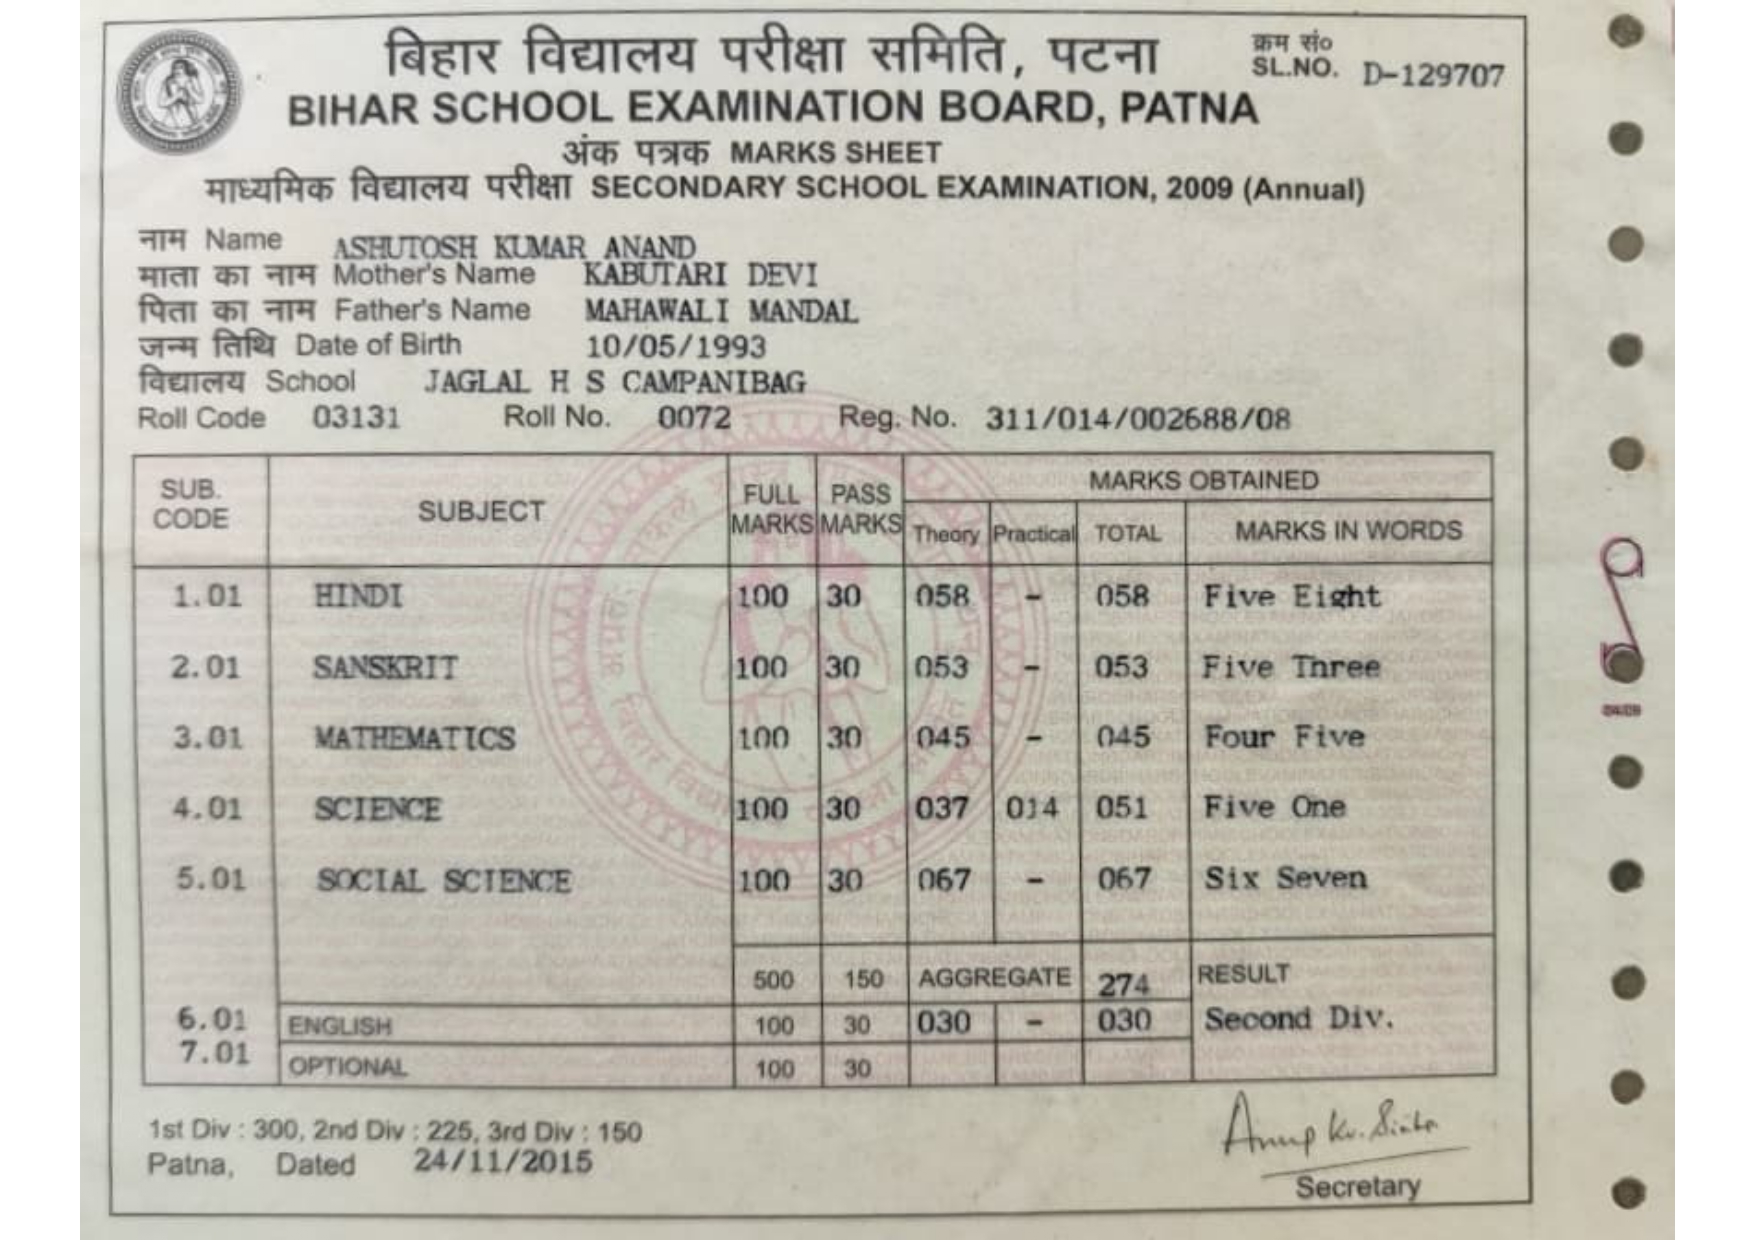 बिहार विद्यालय परीक्षा समिति, पटना
क्रम सं०
SL.NO. D-129707
BIHAR SCHOOL EXAMINATION BOARD, PATNA
अंक पत्रक MARKS SHEET
माध्यमिक विद्यालय परीक्षा SECONDARY SCHOOL EXAMINATION, 2009 (Annual)
नाम Name ASHUTOSH KUMAR ANAND
माता का नाम Mother's Name KABUTARI DEVI
पिता का नाम Father's Name MAHAWALI MANDAL
जन्म तिथि Date of Birth 10/05/1993
विद्यालय School JAGLAL H S CAMPANIBAG
Roll Code 03131 Roll No. 0072 Reg. No. 311/014/002688/08
SUB. CODE SUBJECT FULL MARKS PASS MARKS MARKS OBTAINED
Theory Practical TOTAL MARKS IN WORDS
1.01 HINDI 100 30 058 - 058 Five Eight
2.01 SANSKRIT 100 30 053 - 053 Five Three
3.01 MATHEMATICS 100 30 045 - 045 Four Five
4.01 SCIENCE 100 30 037 014 051 Five One
5.01 SOCIAL SCIENCE 100 30 067 - 067 Six Seven
500 150 AGGREGATE 274 RESULT
6.01 ENGLISH 100 30 030 - 030 Second Div.
7.01 OPTIONAL 100 30
1st Div : 300, 2nd Div : 225, 3rd Div : 150
Patna, Dated 24/11/2015
Anup Kr. Sinha
Secretary